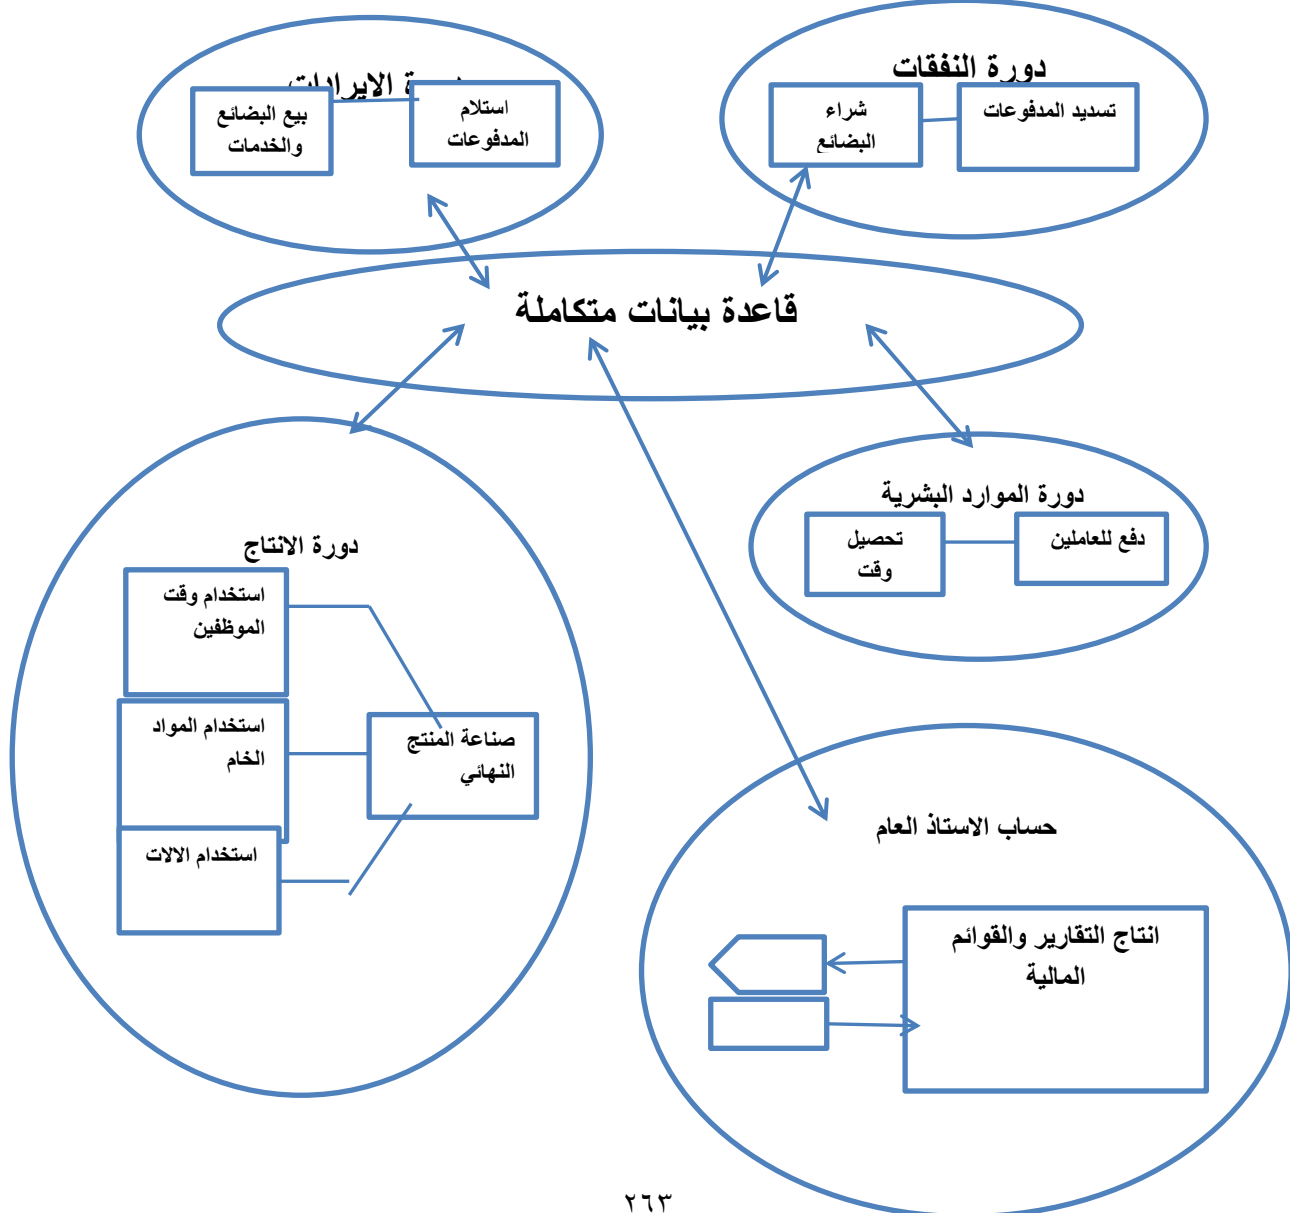 دورة النفقات
شراء
البضائع
تسديد المدفوعات
الايرادات
استلام
المدفوعات
بيع البضائع
والخدمات
قاعدة بيانات متكاملة
دورة الموارد البشرية
دفع للعاملين
تحصيل
وقت
دورة الانتاج
استخدام وقت
الموظفين
استخدام المواد
الخام
استخدام الالات
صناعة المنتج
النهائي
حساب الاستاذ العام
انتاج التقارير والقوائم
المالية
٢٦٣